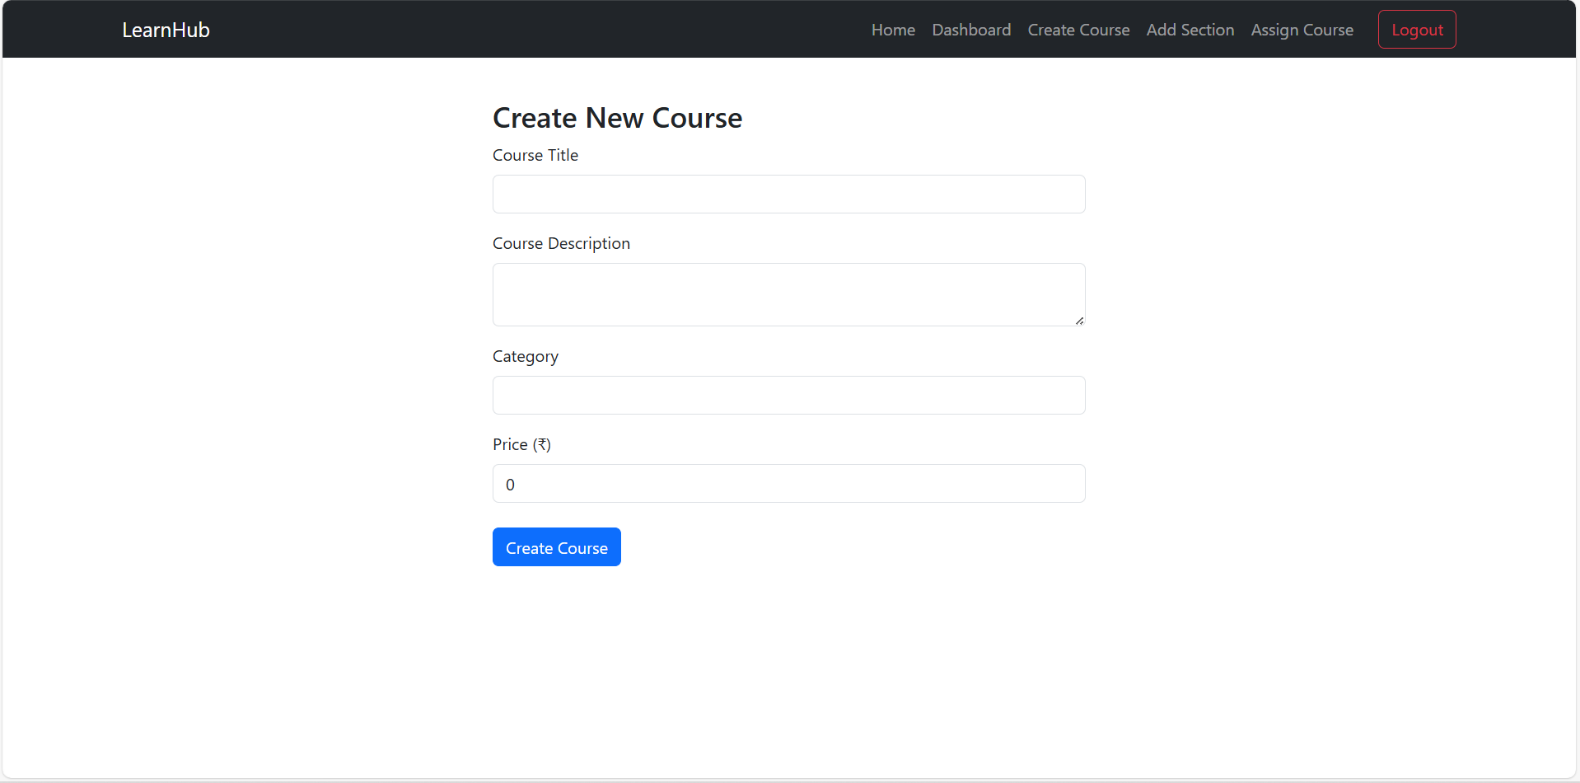 LearnHub Home Dashboard Create Course Add Section Assign Course Logout
Create New Course
Course Title
Course Description
Category
Price (₹)
0
Create Course